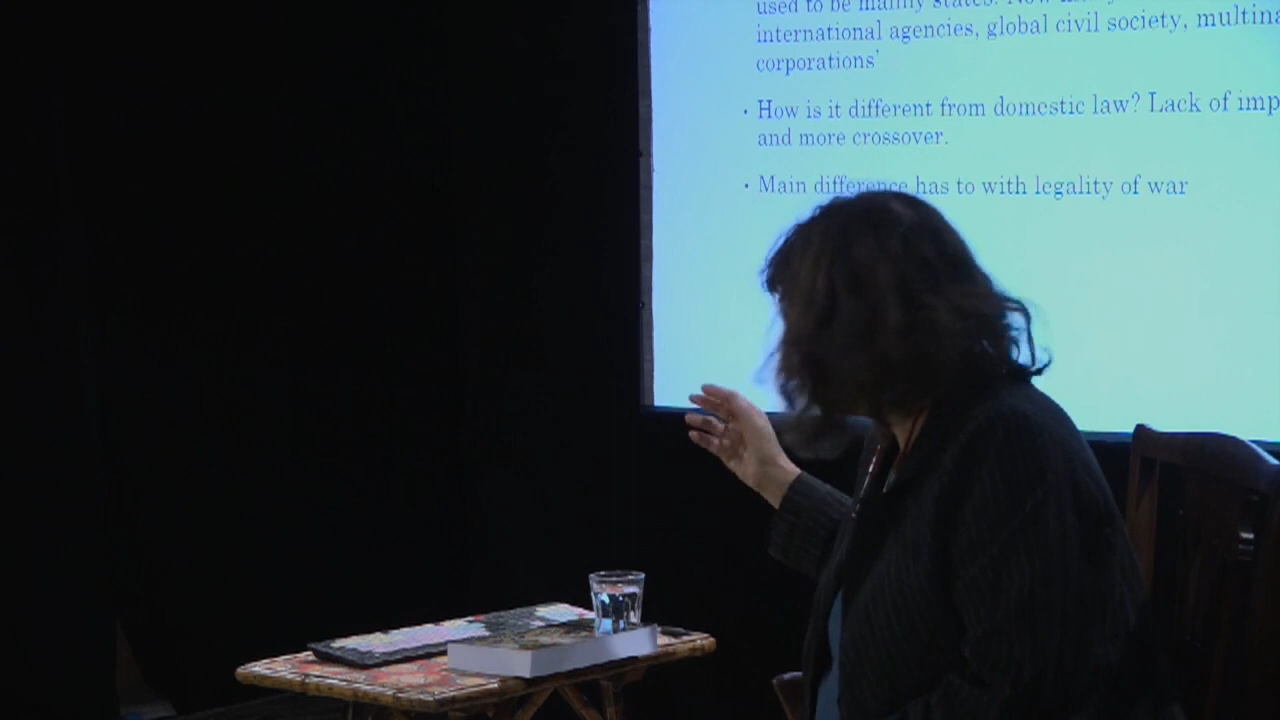 used to be mainly states. Now
international agencies, global civil society, multina
corporations'
· How is it different from domestic law? Lack of imp
and more crossover.
· Main difference has to with legality of war